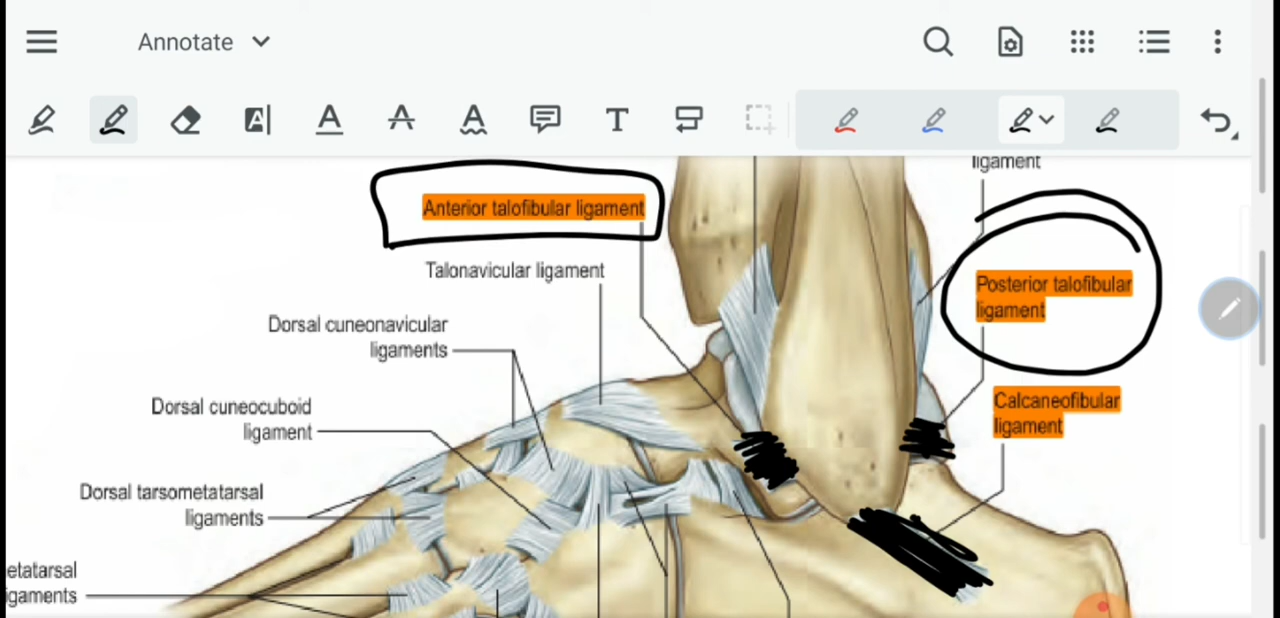 Annotate
ligament
Anterior talofibular ligament
Talonavicular ligament
Posterior talofibular
ligament
Dorsal cuneonavicular
ligaments
Calcaneofibular
ligament
Dorsal cuneocuboid
ligament
Dorsal tarsometatarsal
ligaments
etatarsal
igaments